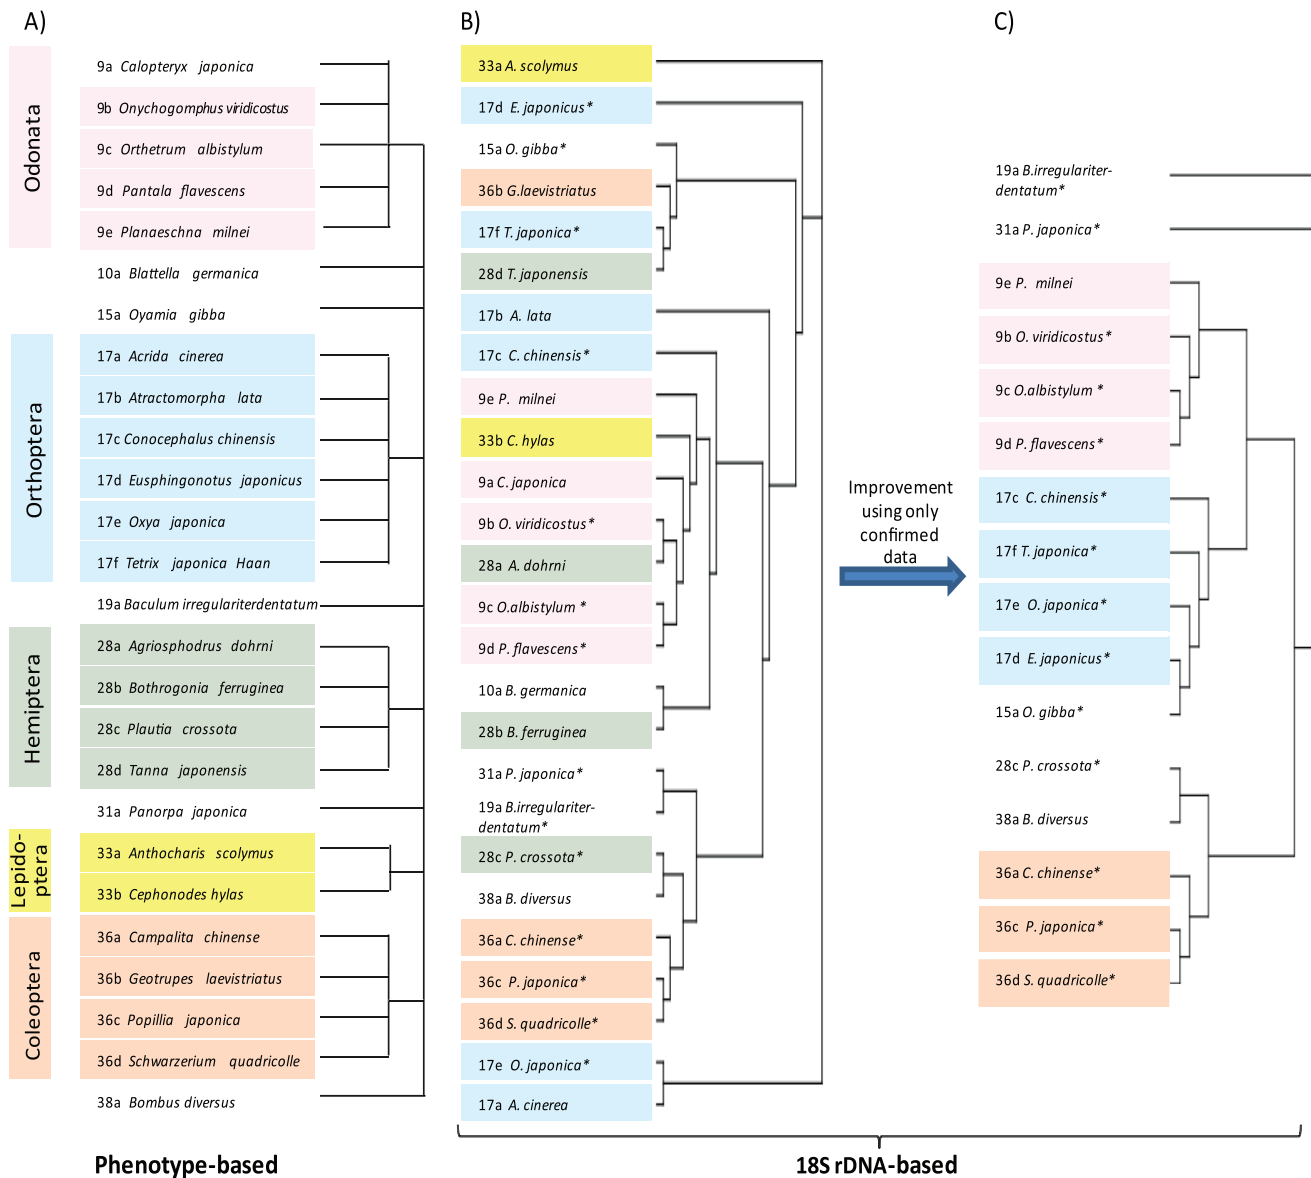 A)
Odonata
9a Calopteryx japonica
9b Onychogomphus viridicostus
9c Orthetrum albistylum
9d Pantala flavescens
9e Planaeschna milnei
10a Blattella germanica
15a Oyamia gibba
Orthoptera
17a Acrida cinerea
17b Atractomorpha lata
17c Conocephalus chinensis
17d Eusphingonotus japonicus
17e Oxya japonica
17f Tetrix japonica Haan
19a Baculum irregulariterdentatum
Hemiptera
28a Agriosphodrus dohrni
28b Bothrogonia ferruginea
28c Plautia crossota
28d Tanna japonensis
31a Panorpa japonica
Lepido-
ptera
33a Anthocharis scolymus
33b Cephonodes hylas
Coleoptera
36a Campalita chinense
36b Geotrupes laevistriatus
36c Popillia japonica
36d Schwarzerium quadricolle
38a Bombus diversus
Phenotype-based
B)
33a A. scolymus
17d E. japonicus*
15a O. gibba*
36b G.laevistriatus
17f T. japonica*
28d T. japonensis
17b A. lata
17c C. chinensis*
9e P. milnei
33b C. hylas
9a C. japonica
9b O. viridicostus*
28a A. dohrni
9c O.albistylum *
9d P. flavescens*
10a B. germanica
28b B. ferruginea
31a P. japonica*
19a B.irregulariter-
dentatum*
28c P. crossota*
38a B. diversus
36a C. chinense*
36c P. japonica*
36d S. quadricolle*
17e O. japonica*
17a A. cinerea
Improvement
using only
confirmed
data
C)
19a B.irregulariter-
dentatum*
31a P. japonica*
9e P. milnei
9b O. viridicostus*
9c O.albistylum *
9d P. flavescens*
17c C. chinensis*
17f T. japonica*
17e O. japonica*
17d E. japonicus*
15a O. gibba*
28c P. crossota*
38a B. diversus
36a C. chinense*
36c P. japonica*
36d S. quadricolle*
18S rDNA-based